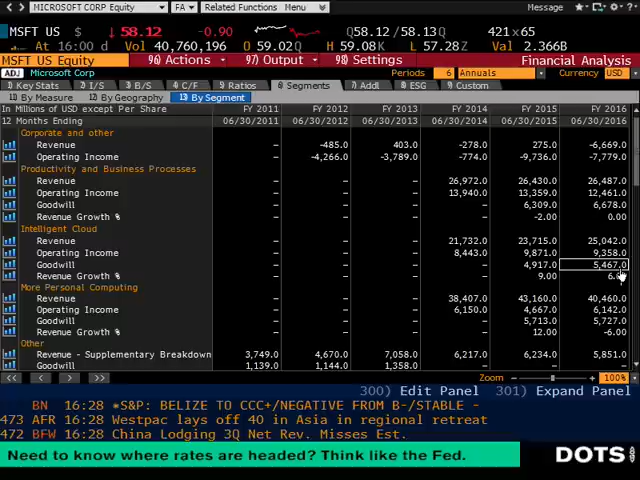 MICROSOFT CORP Equity FA Related Functions Menu Message
MSFT US $ ↓ 58.12 -0.90 Q58.12/58.13Q 421x65
At 16:00 d Vol 40,760,196 O 59.02Q H 59.08K L 57.28Z Val 2.366B
MSFT US Equity 96) Actions 97) Output 98) Settings Financial Analysis
ADJ Microsoft Corp Periods 6 Annuals Currency USD
1) Key Stats 2) I/S 3) B/S 4) C/F 5) Ratios 6) Segments 7) Addl 8) ESG 9) Custom
11) By Measure 12) By Geography 13) By Segment
In Millions of USD except Per Share FY 2011 FY 2012 FY 2013 FY 2014 FY 2015 FY 2016
12 Months Ending 06/30/2011 06/30/2012 06/30/2013 06/30/2014 06/30/2015 06/30/2016
Corporate and other
Revenue – -485.0 403.0 -278.0 275.0 -6,669.0
Operating Income – -4,266.0 -3,789.0 -774.0 -9,736.0 -7,779.0
Productivity and Business Processes
Revenue – – – 26,972.0 26,430.0 26,487.0
Operating Income – – – 13,940.0 13,359.0 12,461.0
Goodwill – – – – 6,309.0 6,678.0
Revenue Growth % – – – – -2.00 0.00
Intelligent Cloud
Revenue – – – 21,732.0 23,715.0 25,042.0
Operating Income – – – 8,443.0 9,871.0 9,358.0
Goodwill – – – – 4,917.0 5,467.0
Revenue Growth % – – – – 9.00
More Personal Computing
Revenue – – – 38,407.0 43,160.0 40,460.0
Operating Income – – – 6,150.0 4,667.0 6,142.0
Goodwill – – – – 5,713.0 5,727.0
Revenue Growth % – – – – 12.00 -6.00
Other
Revenue - Supplementary Breakdown 3,749.0 4,670.0 7,058.0 6,217.0 6,234.0 5,851.0
Goodwill 1,139.0 1,144.0 1,358.0 – – –
<< < > >> Zoom – + 100%
300) Edit Panel 301) Expand Panel
BN 16:28 *S&P: BELIZE TO CCC+/NEGATIVE FROM B-/STABLE -
473 AFR 16:28 Westpac lays off 40 in Asia in regional retreat
472 BFW 16:28 China Lodging 3Q Net Rev. Misses Est.
Need to know where rates are headed? Think like the Fed. DOTS